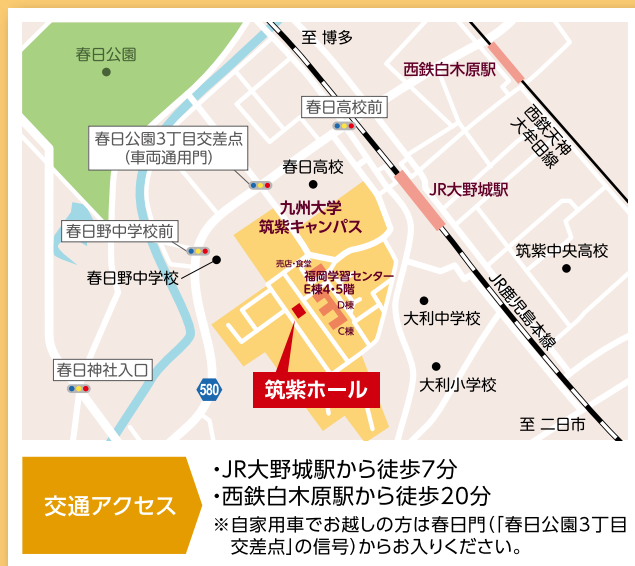 至 博多
春日公園
西鉄白木原駅
春日高校前
西鉄天神
大牟田線
春日公園3丁目交差点
(車両通用門)
春日高校
JR大野城駅
九州大学
筑紫キャンパス
春日野中学校前
筑紫中央高校
売店・食堂
春日野中学校
福岡学習センター
E棟4・5階
D棟
JR鹿児島本線
大利中学校
C棟
春日神社入口
580
筑紫ホール
大利小学校
至 二日市
交通アクセス
・JR大野城駅から徒歩7分
・西鉄白木原駅から徒歩20分
※自家用車でお越しの方は春日門(「春日公園3丁目
交差点」の信号)からお入りください。